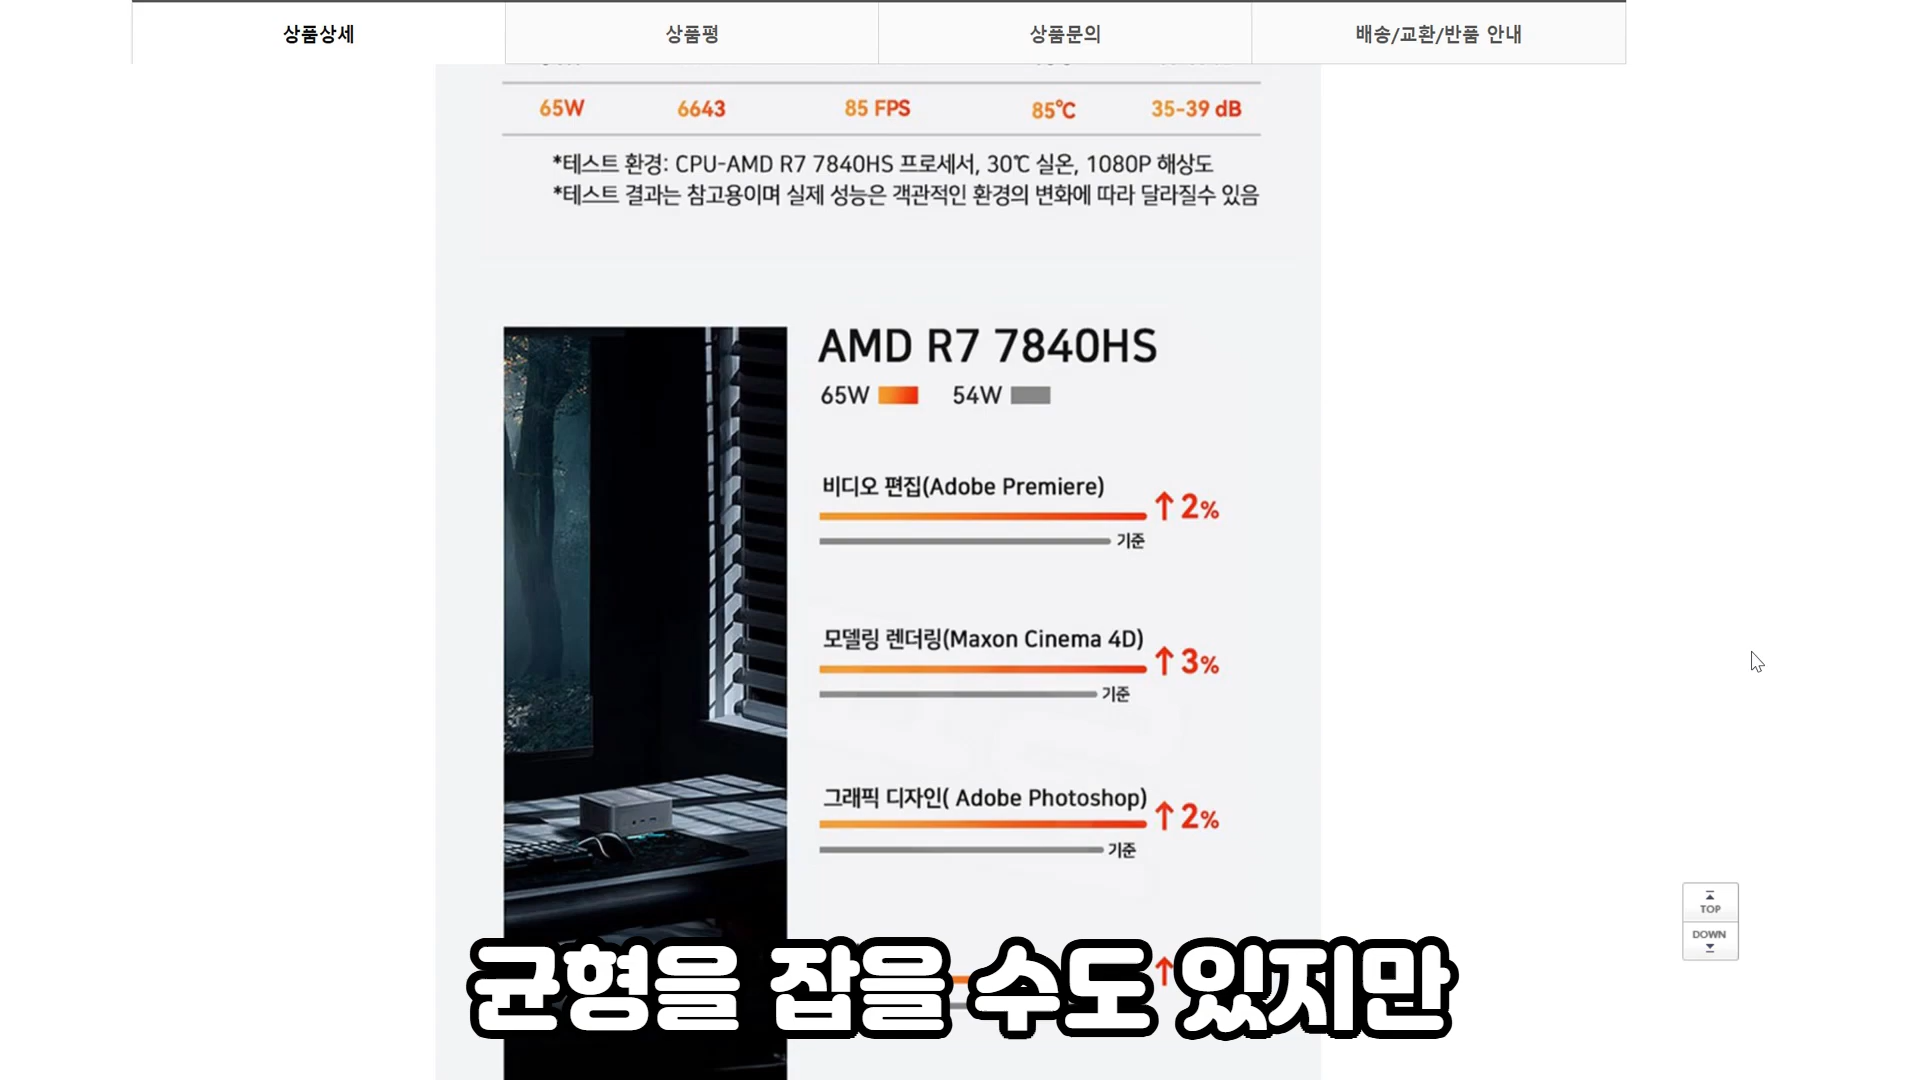 상품상세
상품평
상품문의
배송/교환/반품 안내
65W 6643 85 FPS 85℃ 35-39 dB
*테스트 환경: CPU-AMD R7 7840HS 프로세서, 30℃ 실온, 1080P 해상도
*테스트 결과는 참고용이며 실제 성능은 객관적인 환경의 변화에 따라 달라질수 있음
AMD R7 7840HS
65W 54W
비디오 편집(Adobe Premiere)
↑ 2%
기준
모델링 렌더링(Maxon Cinema 4D)
↑ 3%
기준
그래픽 디자인( Adobe Photoshop)
↑ 2%
기준
TOP
DOWN
균형을 잡을 수도 있지만